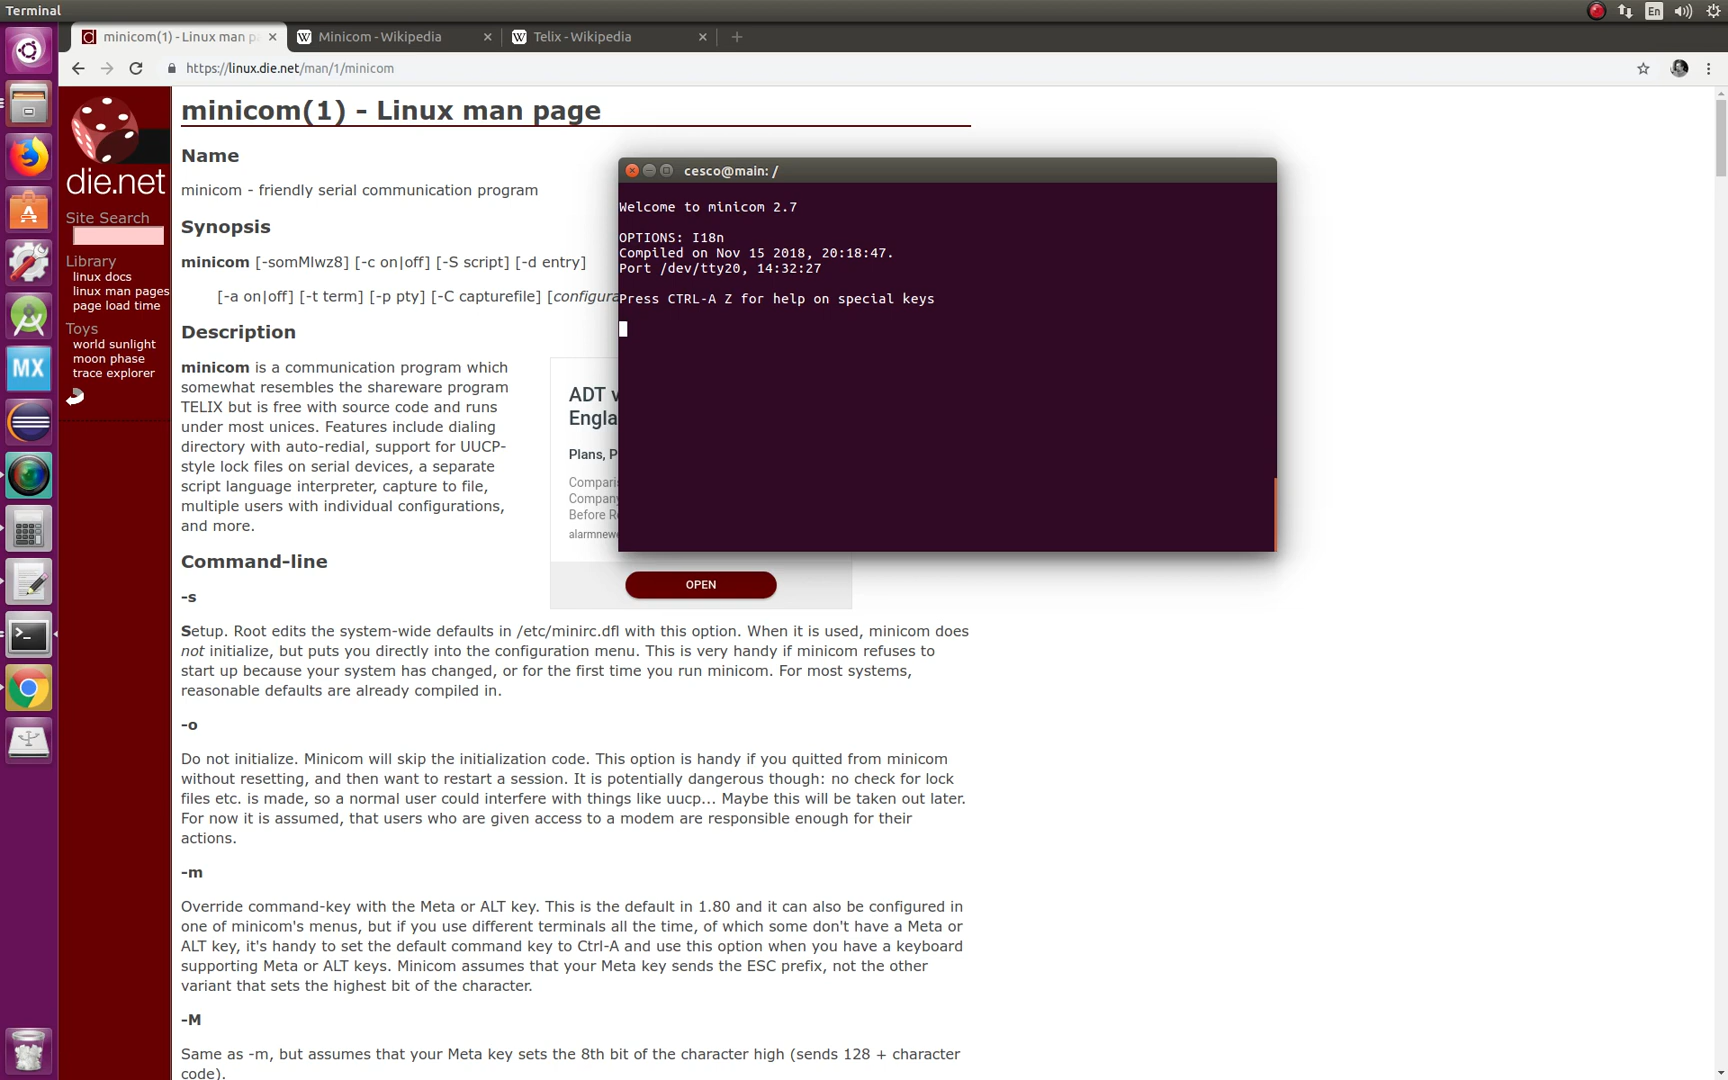 Terminal
En
minicom(1) - Linux man pa
Minicom - Wikipedia
Telix - Wikipedia
https://linux.die.net/man/1/minicom
die.net
Site Search
Library
linux docs
linux man pages
page load time
Toys
world sunlight
moon phase
trace explorer
MX
minicom(1) - Linux man page
Name
minicom - friendly serial communication program
Synopsis
minicom [-somMlwz8] [-c on|off] [-S script] [-d entry]
[-a on|off] [-t term] [-p pty] [-C capturefile] [configura
Description
minicom is a communication program which
somewhat resembles the shareware program
TELIX but is free with source code and runs
under most unices. Features include dialing
directory with auto-redial, support for UUCP-
style lock files on serial devices, a separate
script language interpreter, capture to file,
multiple users with individual configurations,
and more.
ADT v
Engla
Plans, P
Compari
Company
Before R
alarmnewe
OPEN
cesco@main: /
Welcome to minicom 2.7
OPTIONS: I18n
Compiled on Nov 15 2018, 20:18:47.
Port /dev/tty20, 14:32:27
Press CTRL-A Z for help on special keys
Command-line
-s
Setup. Root edits the system-wide defaults in /etc/minirc.dfl with this option. When it is used, minicom does
not initialize, but puts you directly into the configuration menu. This is very handy if minicom refuses to
start up because your system has changed, or for the first time you run minicom. For most systems,
reasonable defaults are already compiled in.
-o
Do not initialize. Minicom will skip the initialization code. This option is handy if you quitted from minicom
without resetting, and then want to restart a session. It is potentially dangerous though: no check for lock
files etc. is made, so a normal user could interfere with things like uucp... Maybe this will be taken out later.
For now it is assumed, that users who are given access to a modem are responsible enough for their
actions.
-m
Override command-key with the Meta or ALT key. This is the default in 1.80 and it can also be configured in
one of minicom's menus, but if you use different terminals all the time, of which some don't have a Meta or
ALT key, it's handy to set the default command key to Ctrl-A and use this option when you have a keyboard
supporting Meta or ALT keys. Minicom assumes that your Meta key sends the ESC prefix, not the other
variant that sets the highest bit of the character.
-M
Same as -m, but assumes that your Meta key sets the 8th bit of the character high (sends 128 + character
code).